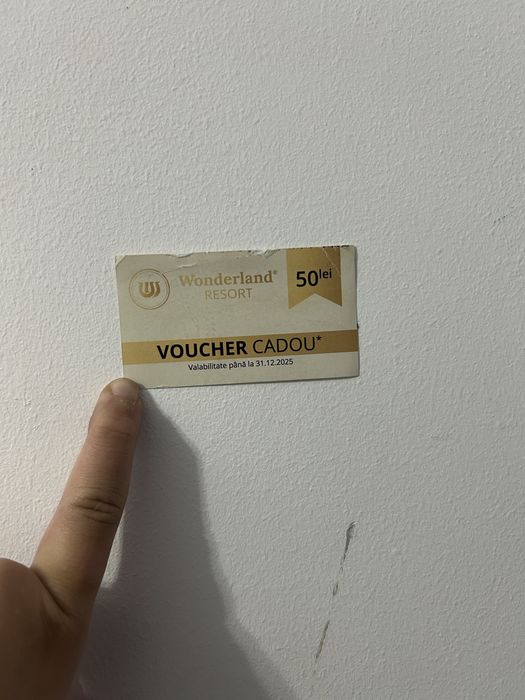 Wonderland®
RESORT
50lei
VOUCHER CADOU*
Valabilitate până la 31.12.2025